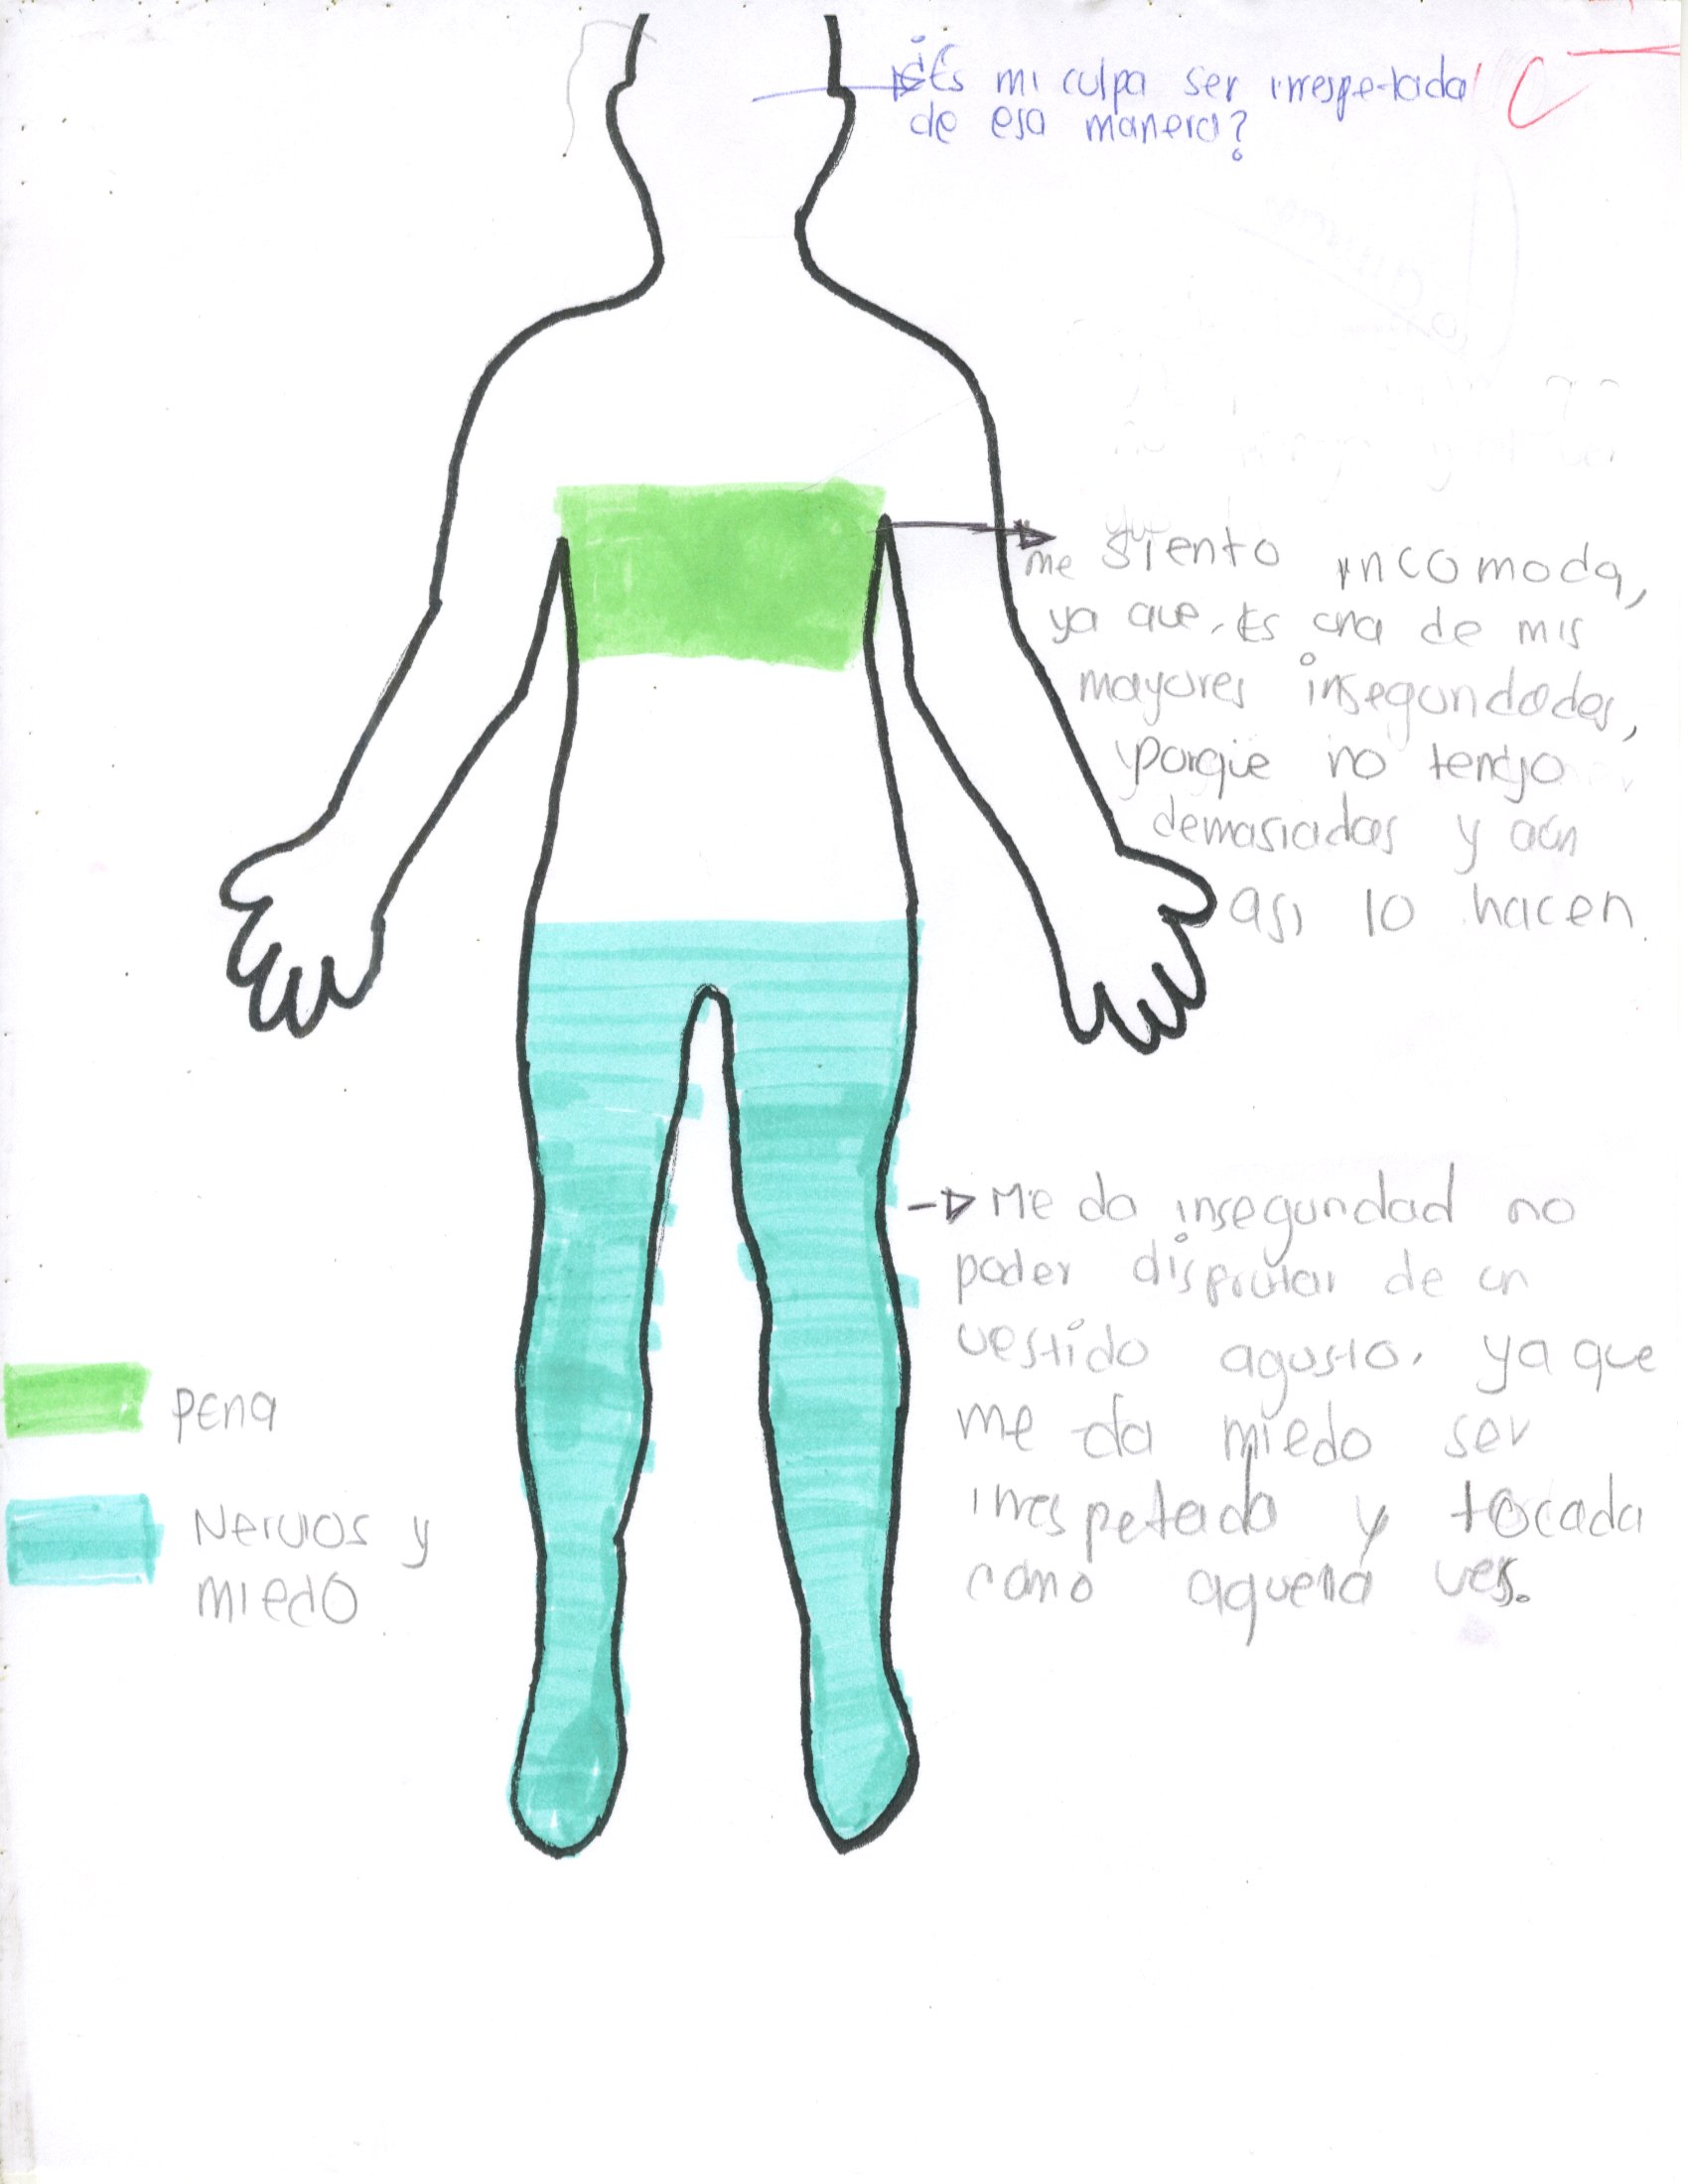 ¿Es mi culpa ser irrespetada
de esa manera?
me siento incomoda,
ya que, Es una de mis
mayores inseguridades,
porque no tengo
demasiadas y aún
asi lo hacen
Me da inseguridad no
poder disfrutar de un
vestido agusto, ya que
me da miedo ser
irrespetada y tocada
como aquella ves.
pena
Nervios y
miedo